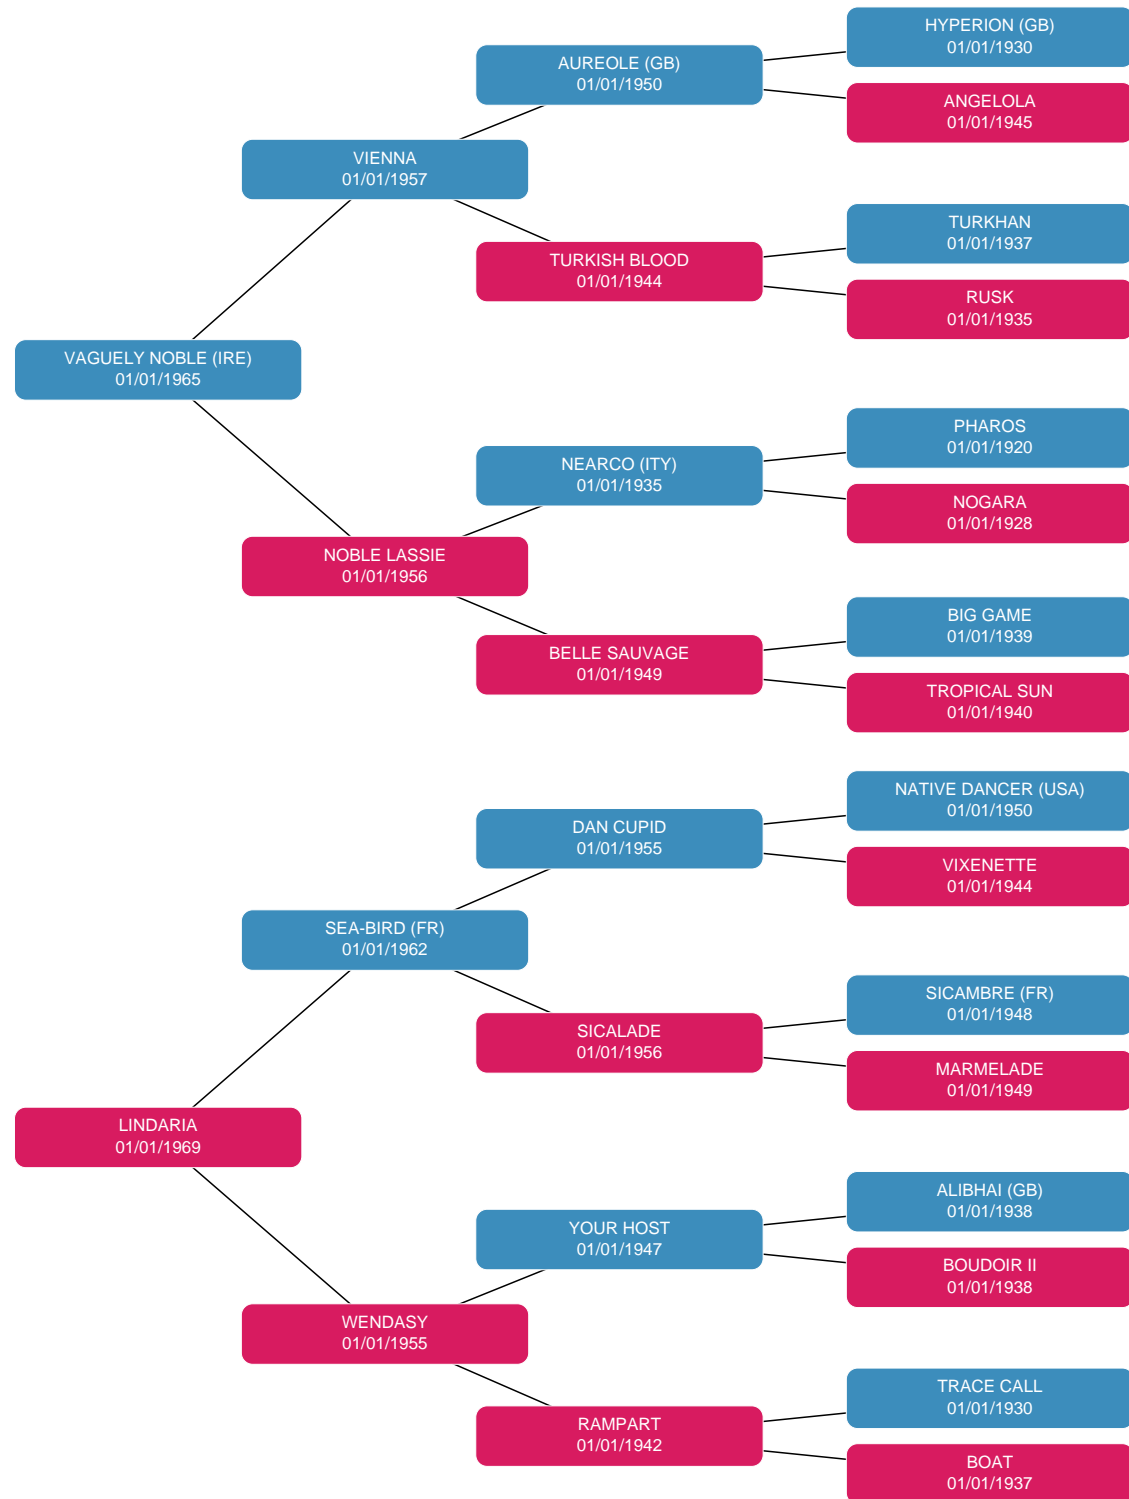 HYPERION (GB)
01/01/1930
AUREOLE (GB)
01/01/1950
ANGELOLA
01/01/1945
VIENNA
01/01/1957
TURKHAN
01/01/1937
TURKISH BLOOD
01/01/1944
RUSK
01/01/1935
VAGUELY NOBLE (IRE)
01/01/1965
PHAROS
01/01/1920
NEARCO (ITY)
01/01/1935
NOGARA
01/01/1928
NOBLE LASSIE
01/01/1956
BIG GAME
01/01/1939
BELLE SAUVAGE
01/01/1949
TROPICAL SUN
01/01/1940
NATIVE DANCER (USA)
01/01/1950
DAN CUPID
01/01/1955
VIXENETTE
01/01/1944
SEA-BIRD (FR)
01/01/1962
SICAMBRE (FR)
01/01/1948
SICALADE
01/01/1956
MARMELADE
01/01/1949
LINDARIA
01/01/1969
ALIBHAI (GB)
01/01/1938
YOUR HOST
01/01/1947
BOUDOIR II
01/01/1938
WENDASY
01/01/1955
TRACE CALL
01/01/1930
RAMPART
01/01/1942
BOAT
01/01/1937